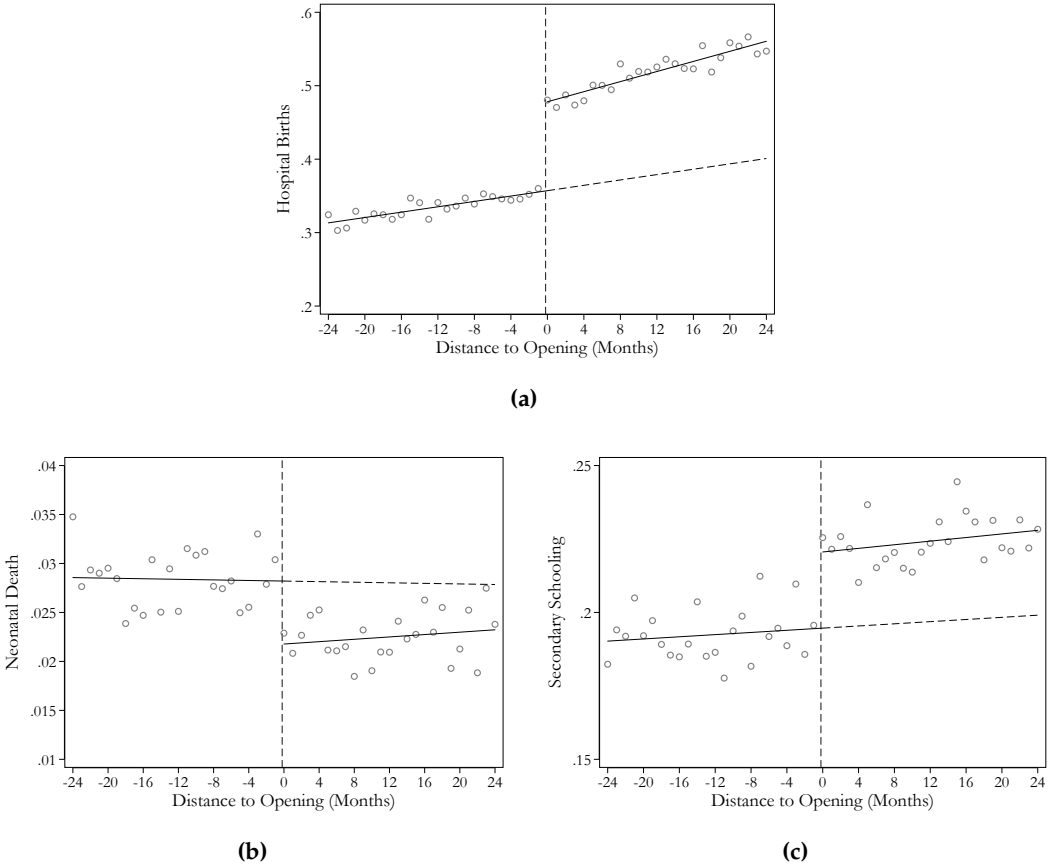 .6
.5
.4
.3
.2
Hospital Births
-24 -20 -16 -12 -8 -4 0 4 8 12 16 20 24
Distance to Opening (Months)
(a)
.04
.035
.03
.025
.02
.015
.01
Neonatal Death
-24 -20 -16 -12 -8 -4 0 4 8 12 16 20 24
Distance to Opening (Months)
(b)
.25
.2
.15
Secondary Schooling
-24 -20 -16 -12 -8 -4 0 4 8 12 16 20 24
Distance to Opening (Months)
(c)